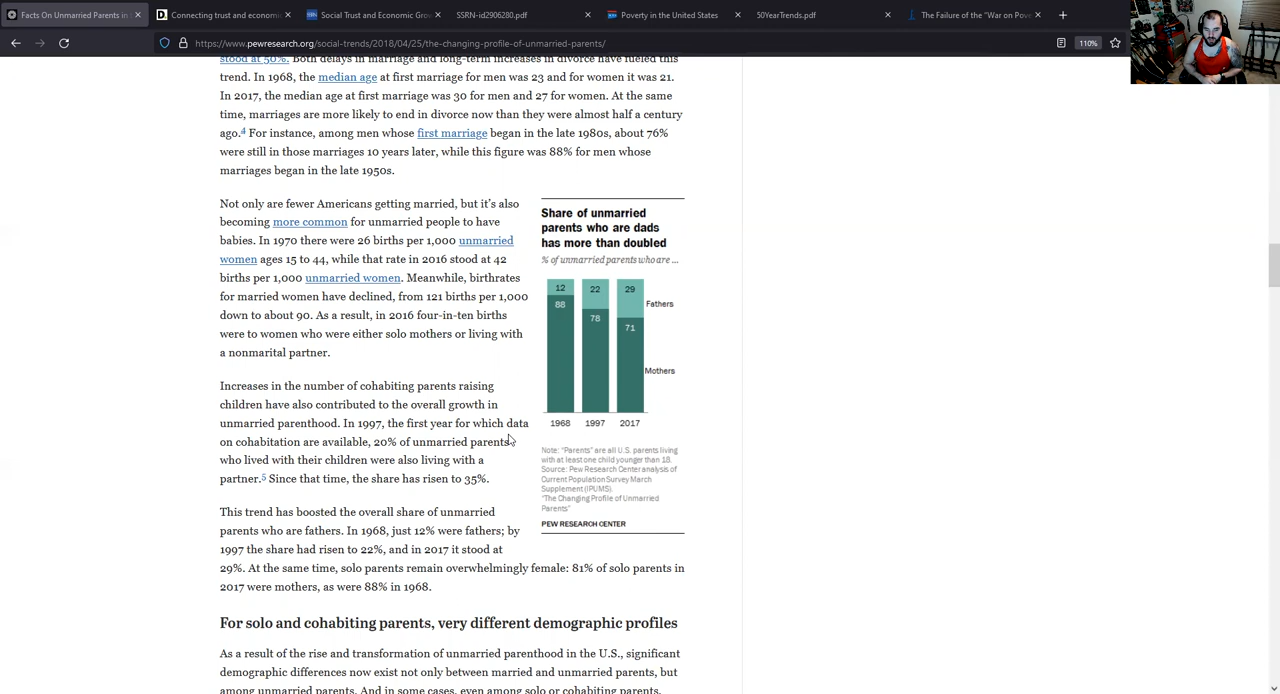 Facts On Unmarried Parents in
Connecting trust and economi
Social Trust and Economic Gro
SSRN-id2906280.pdf
Poverty in the United States
50YearTrends.pdf
The Failure of the "War on Pov
https://www.pewresearch.org/social-trends/2018/04/25/the-changing-profile-of-unmarried-parents/
110%
stood at 50%. Both delays in marriage and long-term increases in divorce have fueled this
trend. In 1968, the median age at first marriage for men was 23 and for women it was 21.
In 2017, the median age at first marriage was 30 for men and 27 for women. At the same
time, marriages are more likely to end in divorce now than they were almost half a century
ago.4 For instance, among men whose first marriage began in the late 1980s, about 76%
were still in those marriages 10 years later, while this figure was 88% for men whose
marriages began in the late 1950s.
Not only are fewer Americans getting married, but it's also
becoming more common for unmarried people to have
babies. In 1970 there were 26 births per 1,000 unmarried
women ages 15 to 44, while that rate in 2016 stood at 42
births per 1,000 unmarried women. Meanwhile, birthrates
for married women have declined, from 121 births per 1,000
down to about 90. As a result, in 2016 four-in-ten births
were to women who were either solo mothers or living with
a nonmarital partner.
Increases in the number of cohabiting parents raising
children have also contributed to the overall growth in
unmarried parenthood. In 1997, the first year for which data
on cohabitation are available, 20% of unmarried parents
who lived with their children were also living with a
partner.5 Since that time, the share has risen to 35%.
This trend has boosted the overall share of unmarried
parents who are fathers. In 1968, just 12% were fathers; by
1997 the share had risen to 22%, and in 2017 it stood at
29%. At the same time, solo parents remain overwhelmingly female: 81% of solo parents in
2017 were mothers, as were 88% in 1968.
Share of unmarried
parents who are dads
has more than doubled
% of unmarried parents who are ...
12 22 29
Fathers
88 78 71
Mothers
1968 1997 2017
Note: "Parents" are all U.S. parents living
with at least one child younger than 18.
Source: Pew Research Center analysis of
Current Population Survey March
Supplement (IPUMS).
"The Changing Profile of Unmarried
Parents"
PEW RESEARCH CENTER
For solo and cohabiting parents, very different demographic profiles
As a result of the rise and transformation of unmarried parenthood in the U.S., significant
demographic differences now exist not only between married and unmarried parents, but
among unmarried parents. And in some cases, even among solo or cohabiting parents,